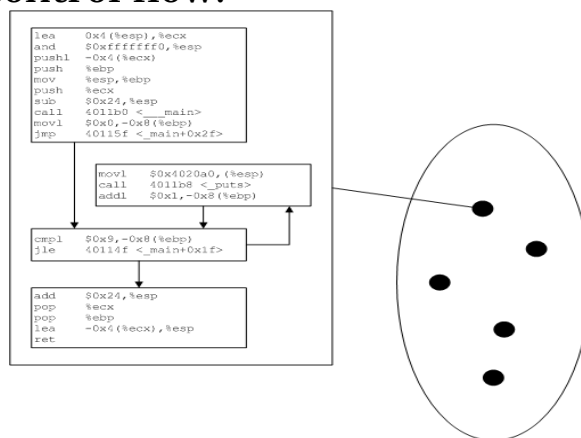 control flow.
lea 0x4(%esp),%ecx
and $0xfffffff0,%esp
pushl -0x4(%ecx)
push %ebp
mov %esp,%ebp
push %ecx
sub $0x24,%esp
call 4011b0 <___main>
movl $0x0,-0x8(%ebp)
jmp 40115f <_main+0x2f>
movl $0x4020a0,(%esp)
call 4011b8 <_puts>
addl $0x1,-0x8(%ebp)
cmpl $0x9,-0x8(%ebp)
jle 40114f <_main+0x1f>
add $0x24,%esp
pop %ecx
pop %ebp
lea -0x4(%ecx),%esp
ret